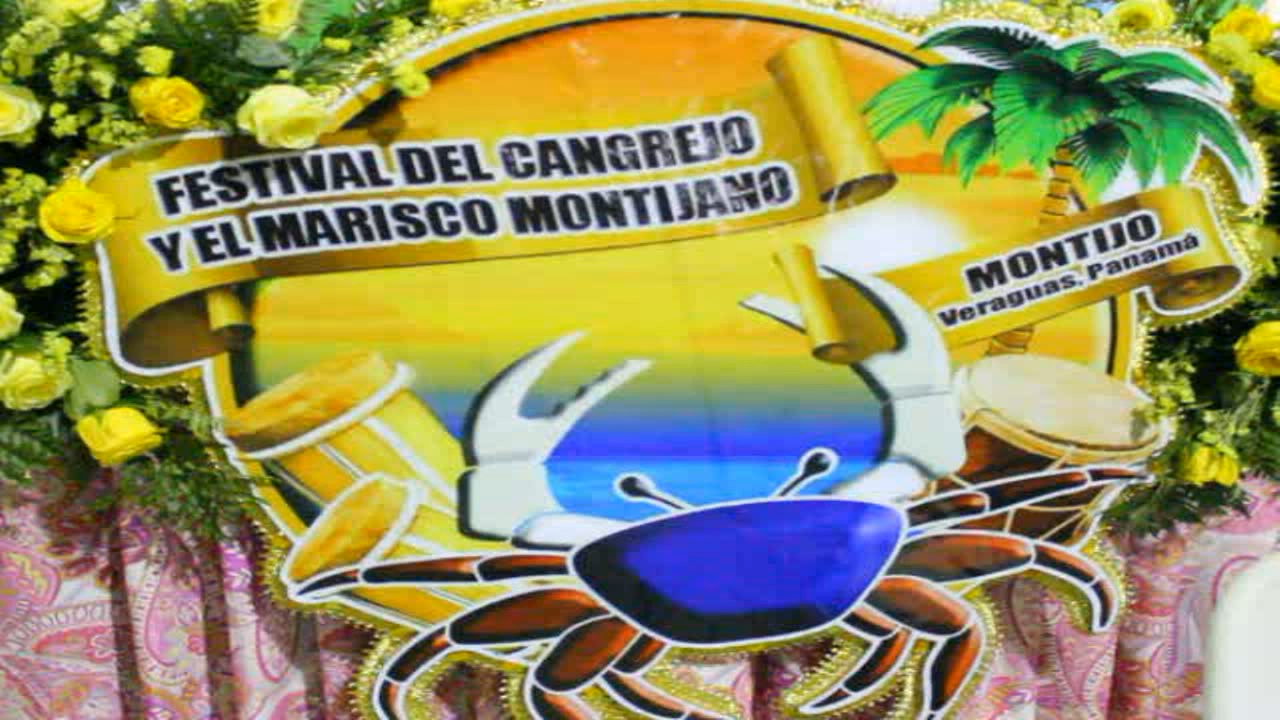 FESTIVAL DEL CANGREJO
Y EL MARISCO MONTIJANO
MONTIJO
Veraguas, Panamá